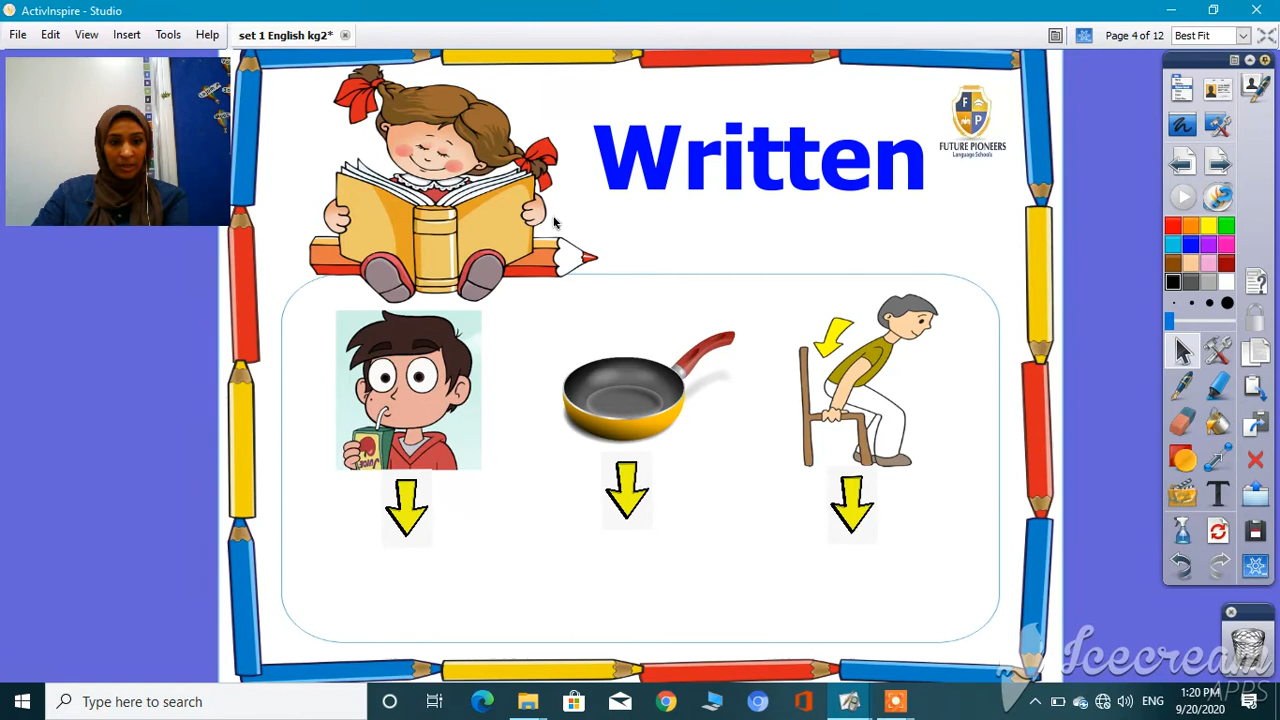 ActivInspire - Studio
File Edit View Insert Tools Help
set 1 English kg2*
Page 4 of 12
Best Fit
Written
F
P
FUTURE PIONEERS
Language Schools
Icecream
APPS
Type here to search
ENG
1:20 PM
9/20/2020